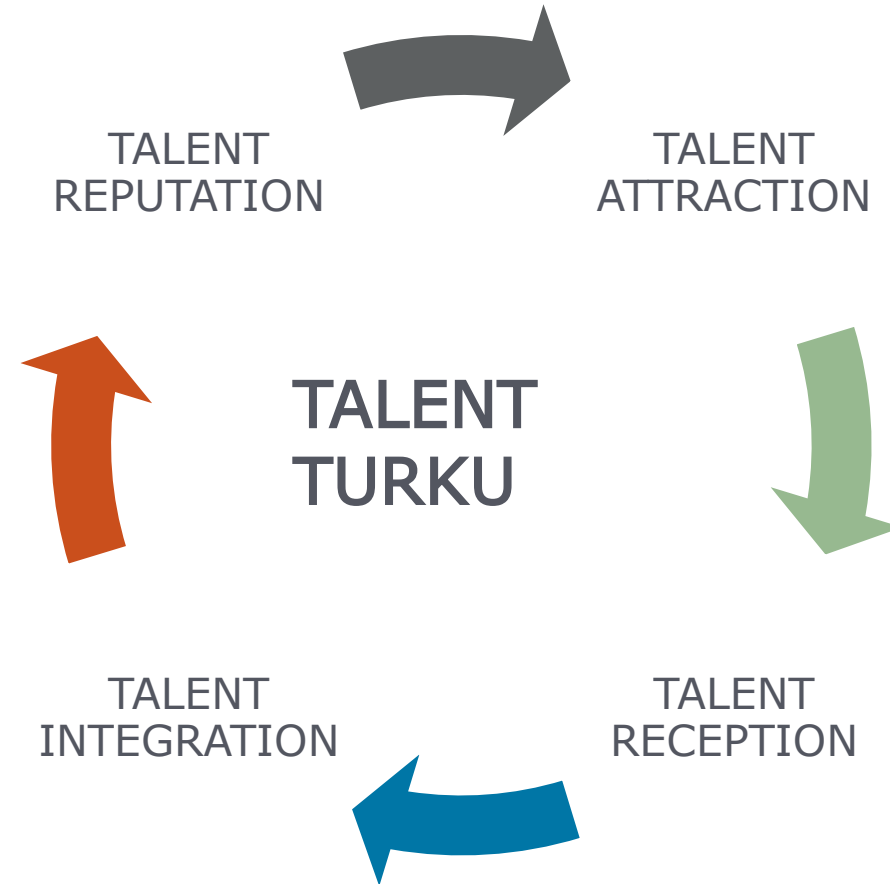 TALENT
REPUTATION
TALENT
ATTRACTION
TALENT
TURKU
TALENT
INTEGRATION
TALENT
RECEPTION